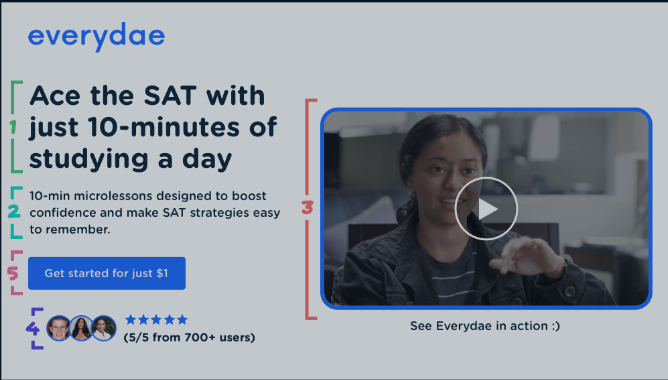 everydae
1
Ace the SAT with
just 10-minutes of
studying a day
2
10-min microlessons designed to boost
confidence and make SAT strategies easy
to remember.
5
Get started for just $1
4
(5/5 from 700+ users)
3
See Everydae in action :)